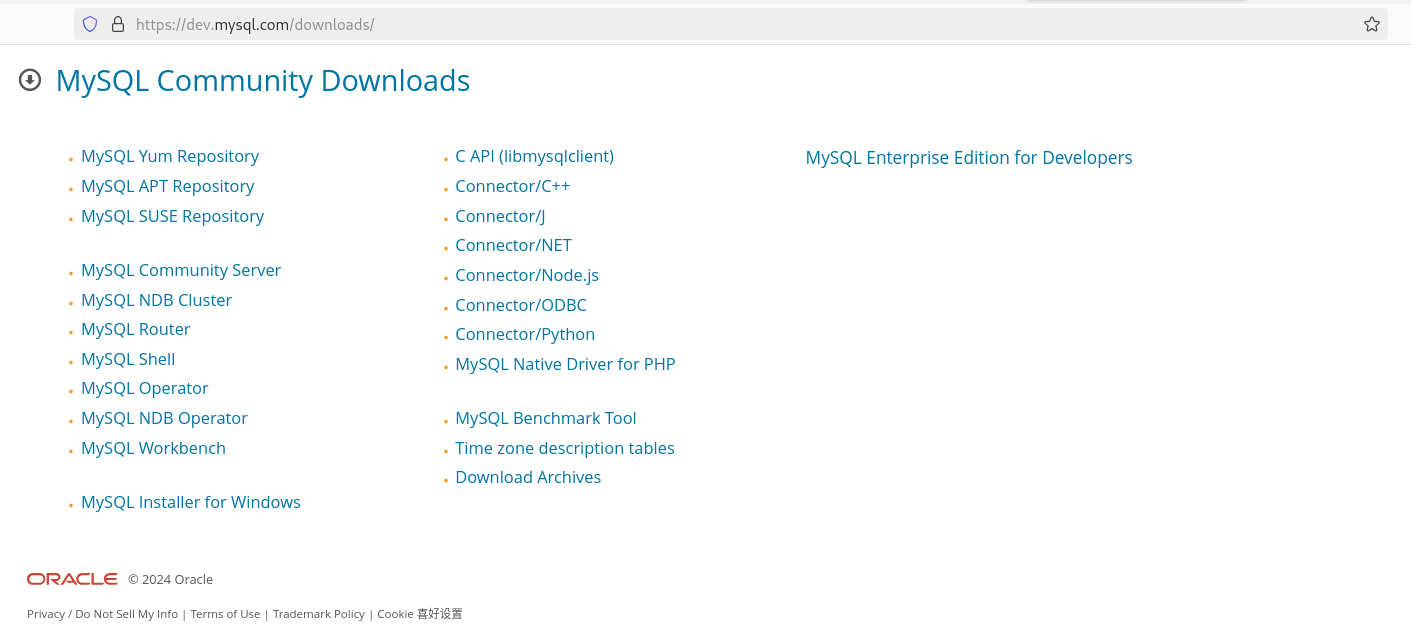 https://dev.mysql.com/downloads/
MySQL Community Downloads
MySQL Yum Repository
MySQL APT Repository
MySQL SUSE Repository
MySQL Community Server
MySQL NDB Cluster
MySQL Router
MySQL Shell
MySQL Operator
MySQL NDB Operator
MySQL Workbench
MySQL Installer for Windows
C API (libmysqlclient)
Connector/C++
Connector/J
Connector/NET
Connector/Node.js
Connector/ODBC
Connector/Python
MySQL Native Driver for PHP
MySQL Benchmark Tool
Time zone description tables
Download Archives
MySQL Enterprise Edition for Developers
ORACLE © 2024 Oracle
Privacy / Do Not Sell My Info | Terms of Use | Trademark Policy | Cookie 喜好设置